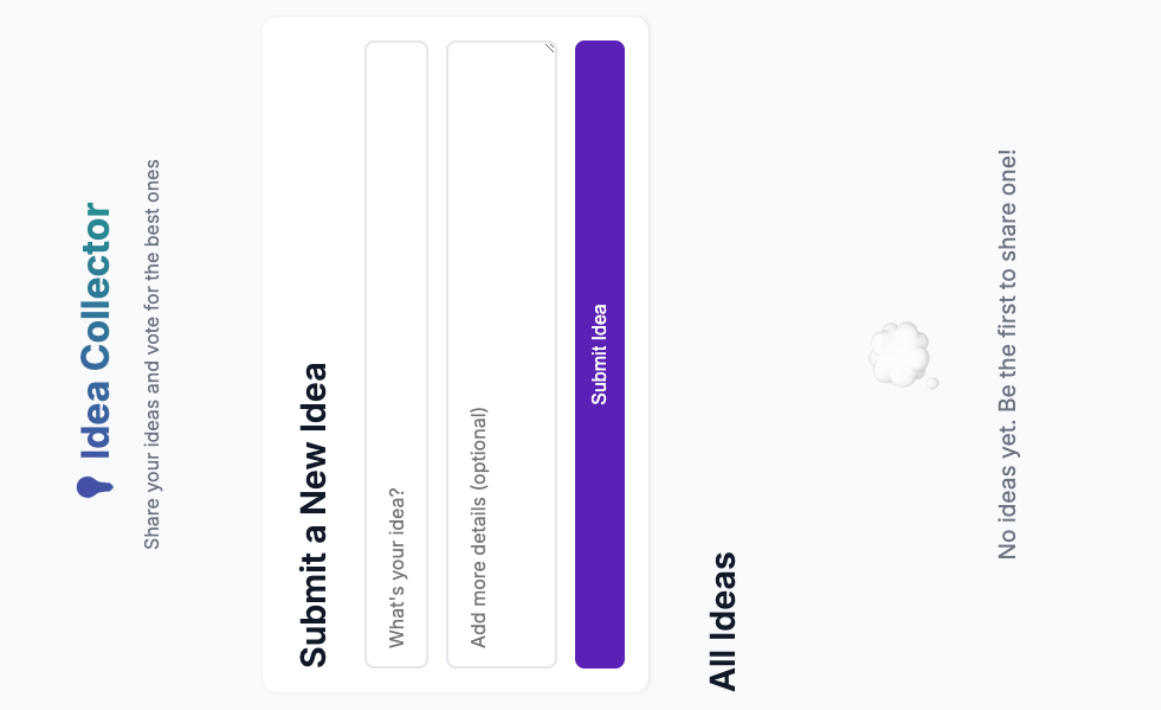 Idea Collector
Share your ideas and vote for the best ones
Submit a New Idea
What's your idea?
Add more details (optional)
Submit Idea
All Ideas
No ideas yet. Be the first to share one!